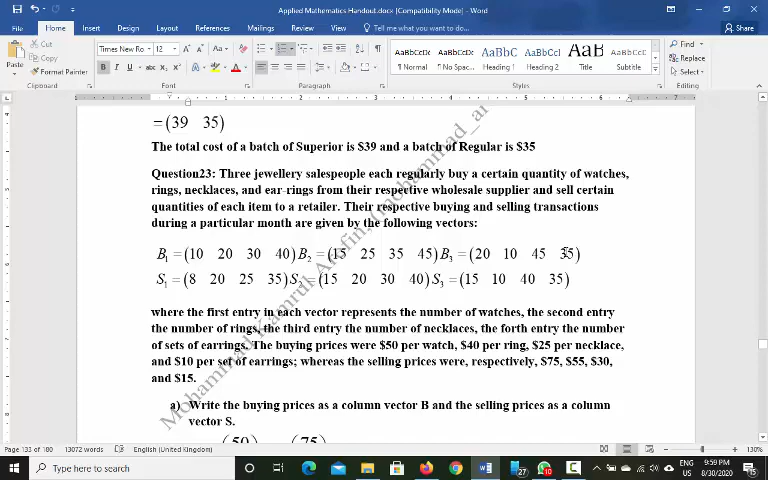 Applied Mathematics Handout.docx [Compatibility Mode] - Word
File Home Insert Design Layout References Mailings Review View Tell me what you want to do... Share
Cut
Copy
Paste Format Painter
Times New Ro 12
AaBbCcDc AaBbCcDc AaBbC AaBbCcl AaB AaBbCcD
Normal No Spac... Heading 1 Heading 2 Title Subtitle
Find
Replace
Select
Clipboard Font Paragraph Styles Editing
= (39 35)
The total cost of a batch of Superior is $39 and a batch of Regular is $35
Question23: Three jewellery salespeople each regularly buy a certain quantity of watches,
rings, necklaces, and ear-rings from their respective wholesale supplier and sell certain
quantities of each item to a retailer. Their respective buying and selling transactions
during a particular month are given by the following vectors:
B1 = (10 20 30 40) B2 = (15 25 35 45) B3 = (20 10 45 35)
S1 = (8 20 25 35) S2 = (15 20 30 40) S3 = (15 10 40 35)
where the first entry in each vector represents the number of watches, the second entry
the number of rings, the third entry the number of necklaces, the forth entry the number
of sets of earrings. The buying prices were $50 per watch, $40 per ring, $25 per necklace,
and $10 per set of earrings; whereas the selling prices were, respectively, $75, $55, $30,
and $15.
a) Write the buying prices as a column vector B and the selling prices as a column
vector S.
(50) (75)
Page 133 of 180 13072 words English (United Kingdom) 130%
Type here to search
27 10 ENG US 9:59 PM 8/30/2020 15